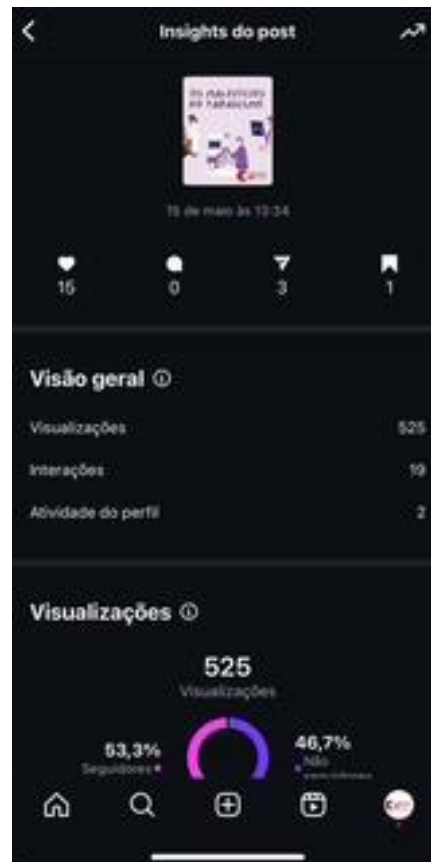 Insights do post
15 de maio às 13:34
15 0 3 1
Visão geral
Visualizações 525
Interações 19
Atividade do perfil 2
Visualizações
525
Visualizações
53,3% 46,7%
Seguidores Não